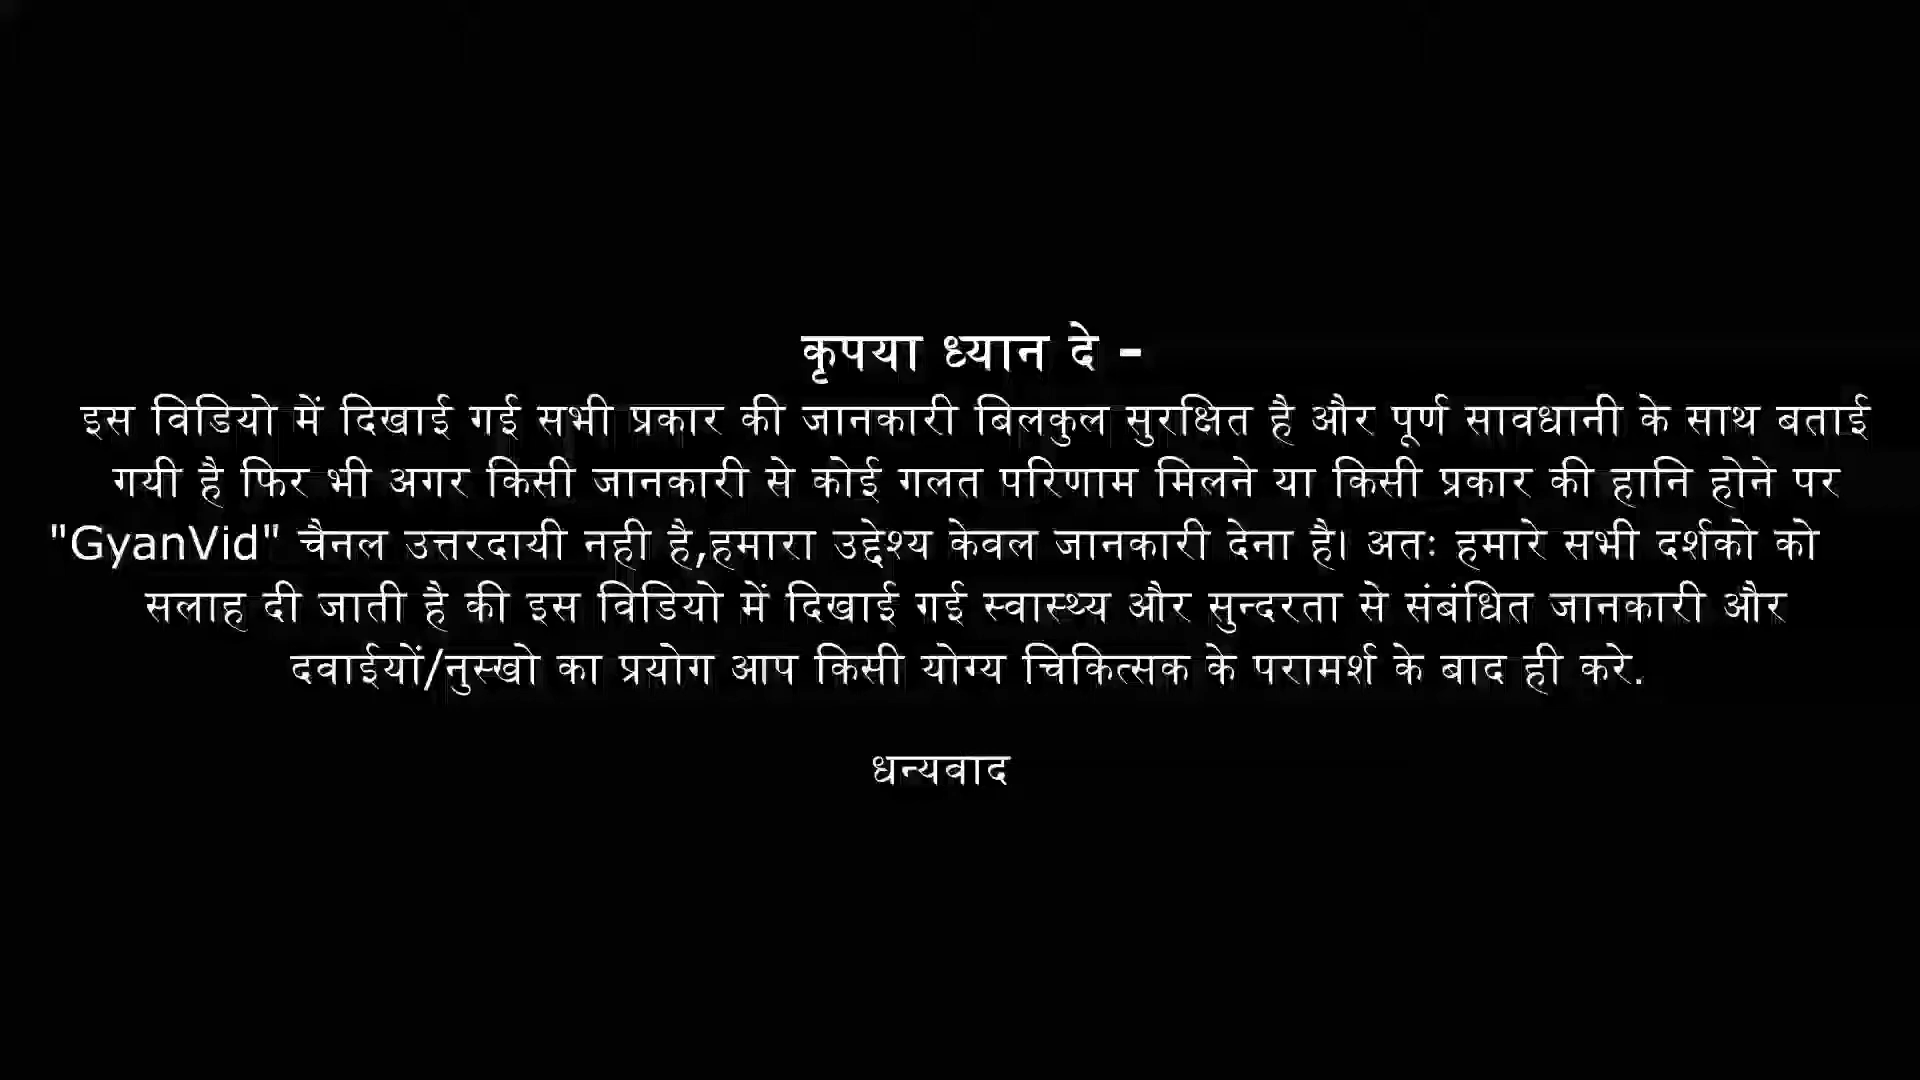 कृपया ध्यान दे -
इस विडियो में दिखाई गई सभी प्रकार की जानकारी बिलकुल सुरक्षित है और पूर्ण सावधानी के साथ बताई
गयी है फिर भी अगर किसी जानकारी से कोई गलत परिणाम मिलने या किसी प्रकार की हानि होने पर
"GyanVid" चैनल उत्तरदायी नही है,हमारा उद्देश्य केवल जानकारी देना है। अतः हमारे सभी दर्शको को
सलाह दी जाती है की इस विडियो में दिखाई गई स्वास्थ्य और सुन्दरता से संबंधित जानकारी और
दवाईयों/नुस्खो का प्रयोग आप किसी योग्य चिकित्सक के परामर्श के बाद ही करे.
धन्यवाद